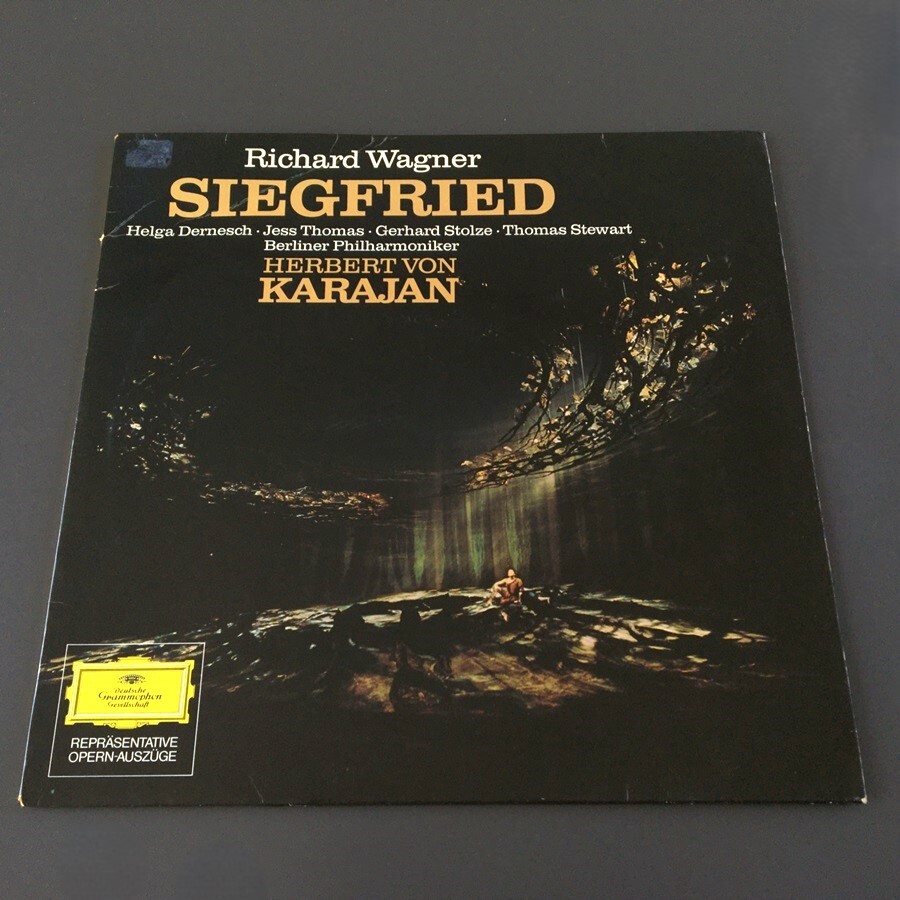 Richard Wagner
SIEGFRIED
Helga Dernesch · Jess Thomas · Gerhard Stolze · Thomas Stewart
Berliner Philharmoniker
HERBERT VON
KARAJAN
Deutsche
Grammophon
Gesellschaft
REPRÄSENTATIVE
OPERN-AUSZÜGE